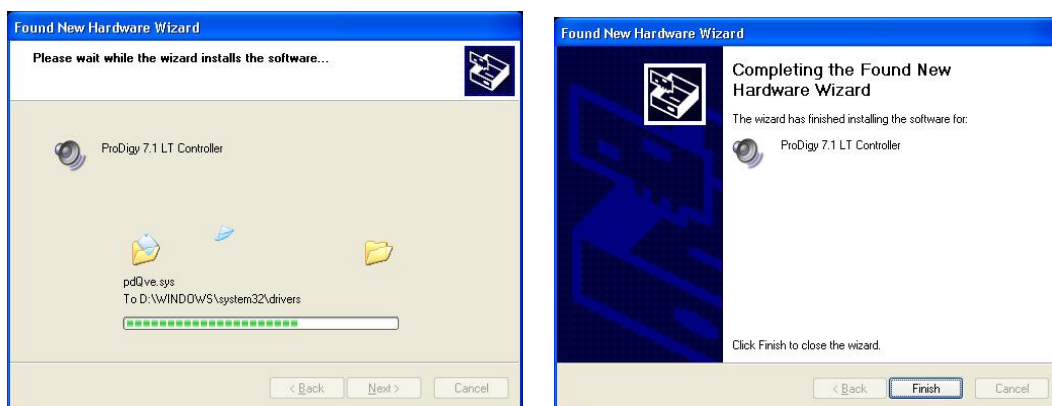 Found New Hardware Wizard
Please wait while the wizard installs the software...
ProDigy 7.1 LT Controller
pdQve.sys
To D:\WINDOWS\system32\drivers
< Back
Next >
Cancel
Found New Hardware Wizard
Completing the Found New
Hardware Wizard
The wizard has finished installing the software for:
ProDigy 7.1 LT Controller
Click Finish to close the wizard.
< Back
Finish
Cancel